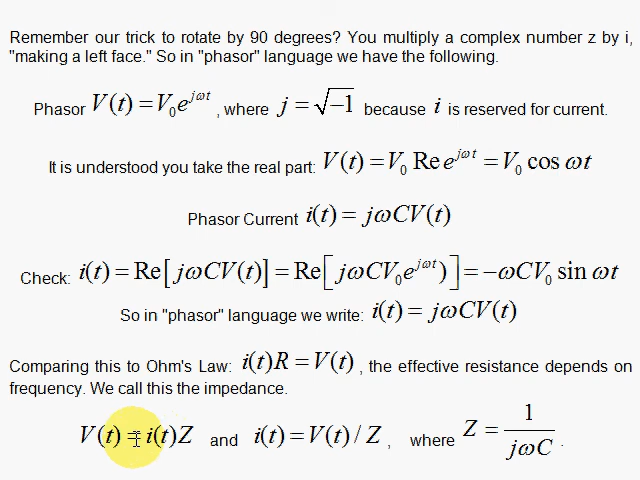 Remember our trick to rotate by 90 degrees? You multiply a complex number z by i,
"making a left face." So in "phasor" language we have the following.
Phasor V(t) = V₀e^{jωt}, where j = √−1 because i is reserved for current.
It is understood you take the real part: V(t) = V₀ Re e^{jωt} = V₀ cos ωt
Phasor Current i(t) = jωCV(t)
Check: i(t) = Re[jωCV(t)] = Re[jωCV₀e^{jωt})] = −ωCV₀ sin ωt
So in "phasor" language we write: i(t) = jωCV(t)
Comparing this to Ohm's Law: i(t)R = V(t), the effective resistance depends on
frequency. We call this the impedance.
V(t) = i(t)Z and i(t) = V(t) / Z, where Z = 1/jωC.